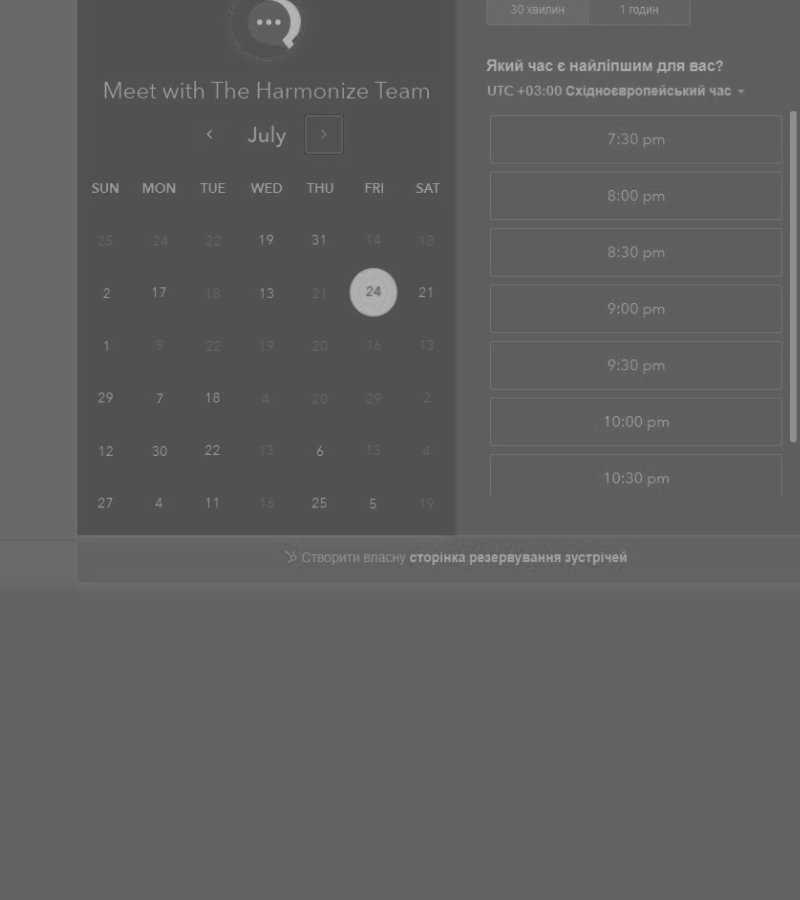 Meet with The Harmonize Team
July
SUN MON TUE WED THU FRI SAT
25 24 22 19 31 14 18
2 17 18 13 21 24 21
1 9 22 19 20 16 13
29 7 18 4 20 29 2
12 30 22 13 6 13 4
27 4 11 16 25 5 19
30 хвилин 1 годин
Який час є найліпшим для вас?
UTC +03:00 Східноєвропейський час
7:30 pm
8:00 pm
8:30 pm
9:00 pm
9:30 pm
10:00 pm
10:30 pm
Створити власну сторінка резервування зустрічей